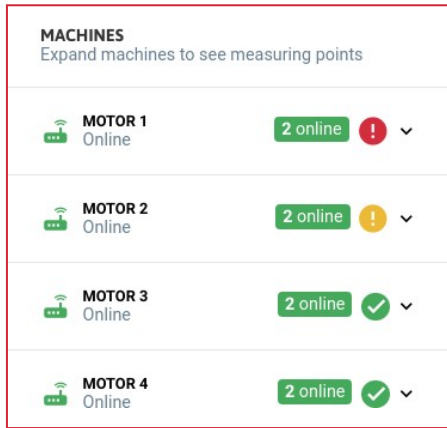 MACHINES
Expand machines to see measuring points
MOTOR 1
Online
2 online
MOTOR 2
Online
2 online
MOTOR 3
Online
2 online
MOTOR 4
Online
2 online